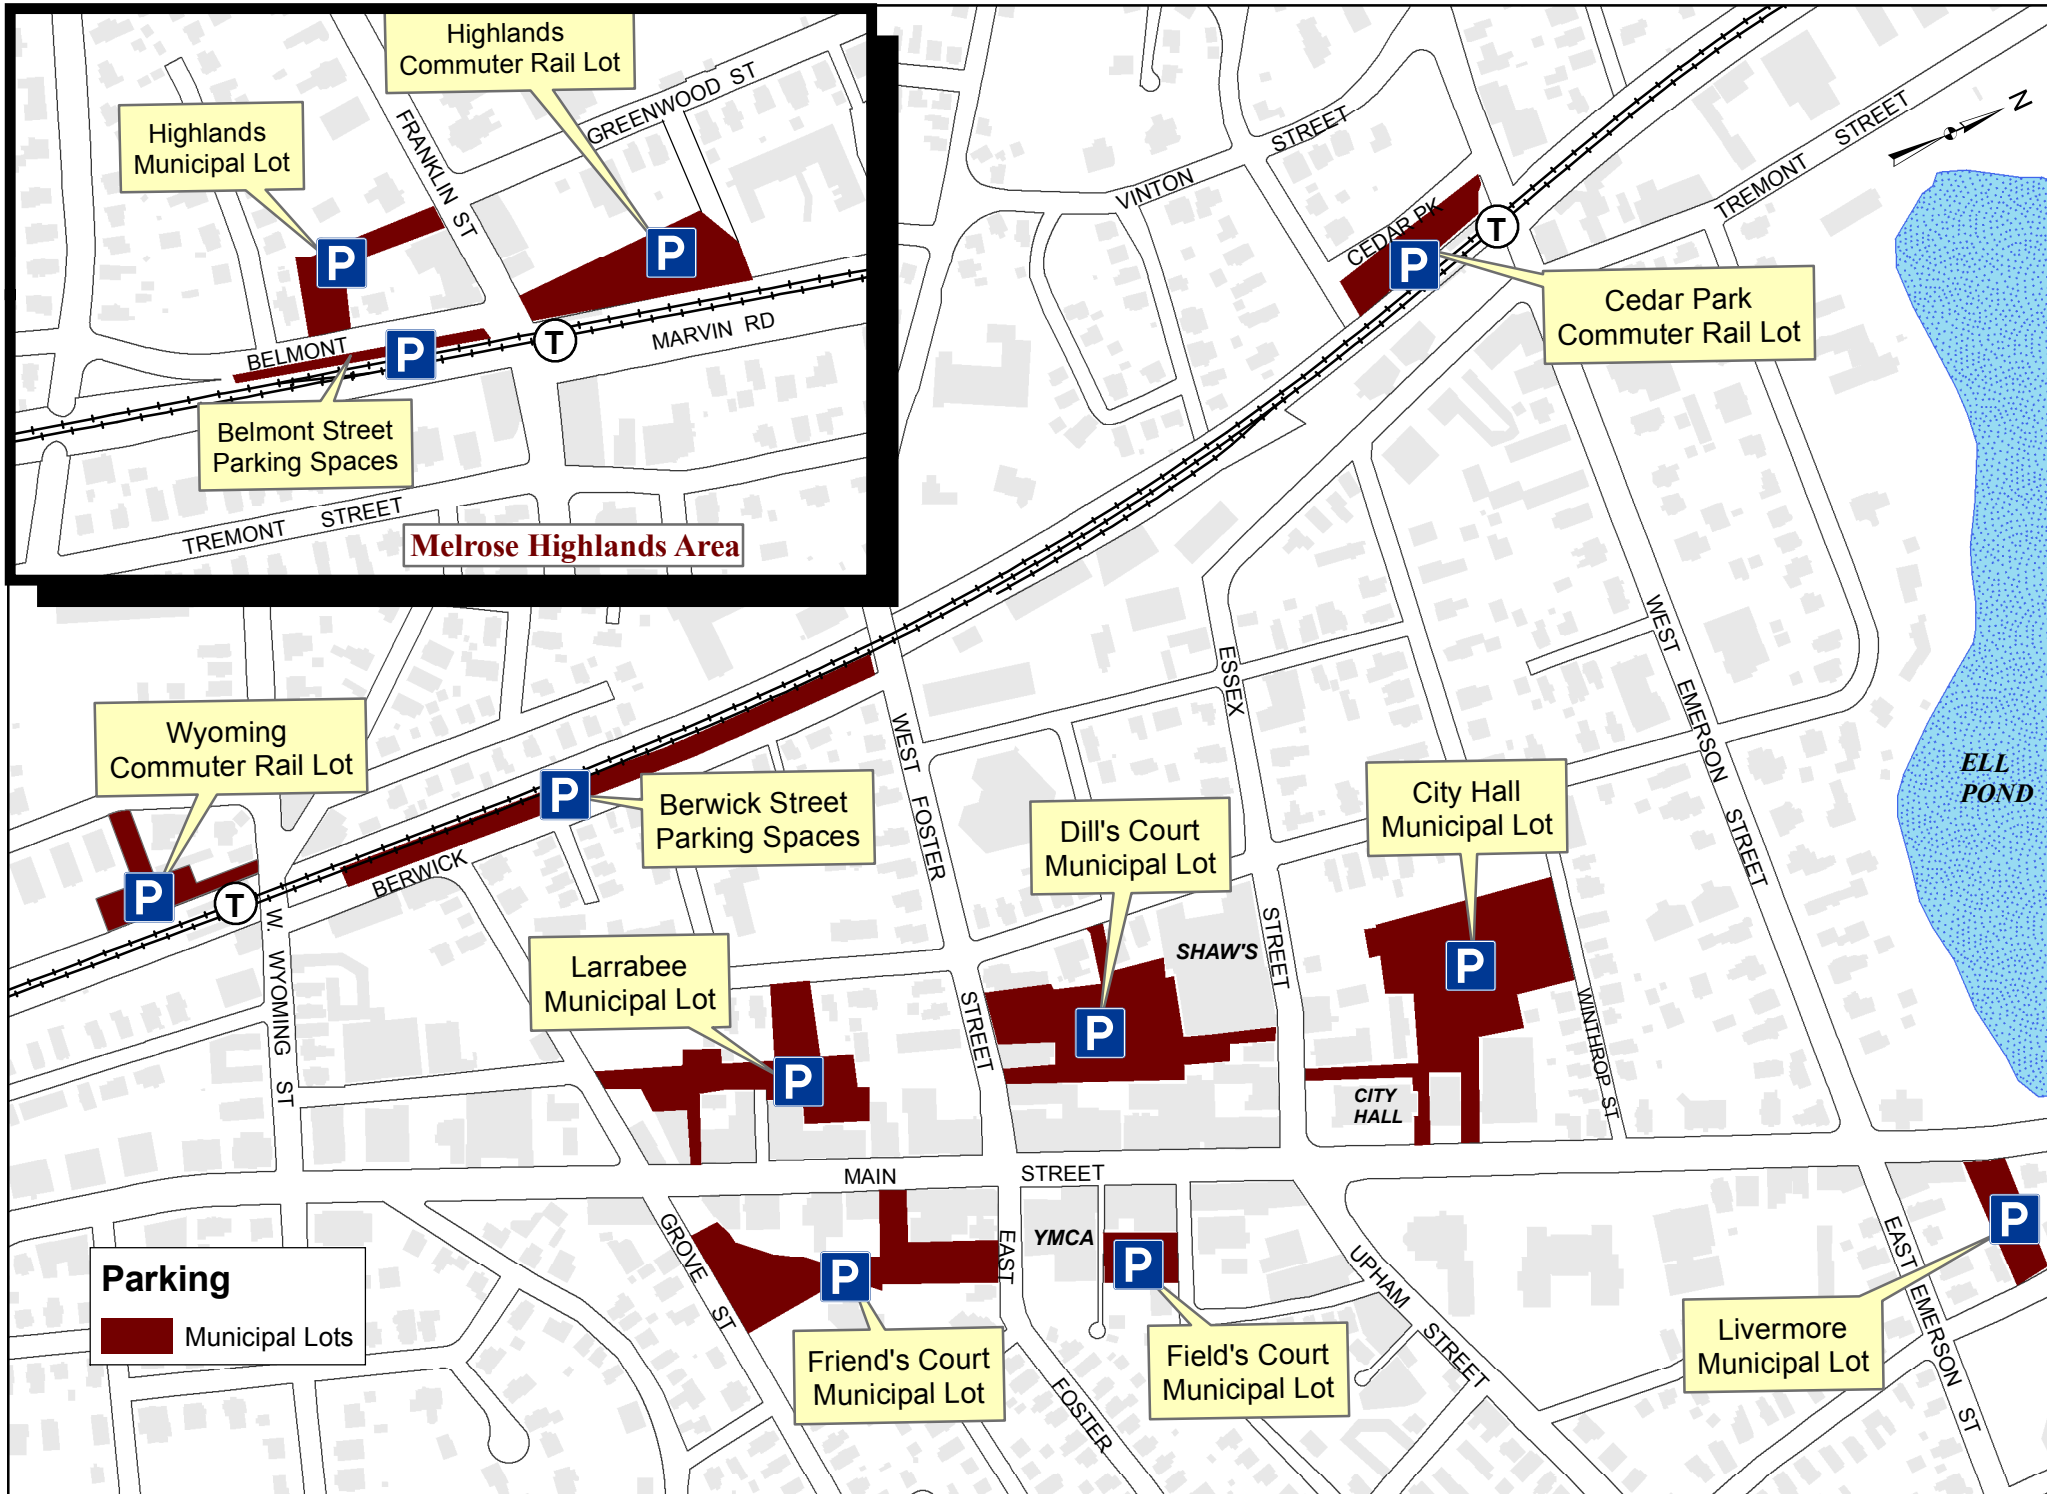 Highlands
Commuter Rail Lot
Highlands
Municipal Lot
FRANKLIN ST
GREENWOOD ST
P
P
P
T
BELMONT
MARVIN RD
Belmont Street
Parking Spaces
TREMONT STREET
Melrose Highlands Area
VINTON
STREET
CEDAR PK
P
T
TREMONT STREET
N
Cedar Park
Commuter Rail Lot
ELL
POND
WEST EMERSON STREET
ESSEX
STREET
WEST FOSTER
STREET
Wyoming
Commuter Rail Lot
P
T
BERWICK
P
Berwick Street
Parking Spaces
W. WYOMING ST
Larrabee
Municipal Lot
P
Dill's Court
Municipal Lot
P
SHAW'S
City Hall
Municipal Lot
P
WINTHROP ST
CITY
HALL
MAIN STREET
GROVE ST
P
Friend's Court
Municipal Lot
EAST
FOSTER
YMCA
P
Field's Court
Municipal Lot
UPHAM
STREET
EAST EMERSON ST
P
Livermore
Municipal Lot
Parking
Municipal Lots